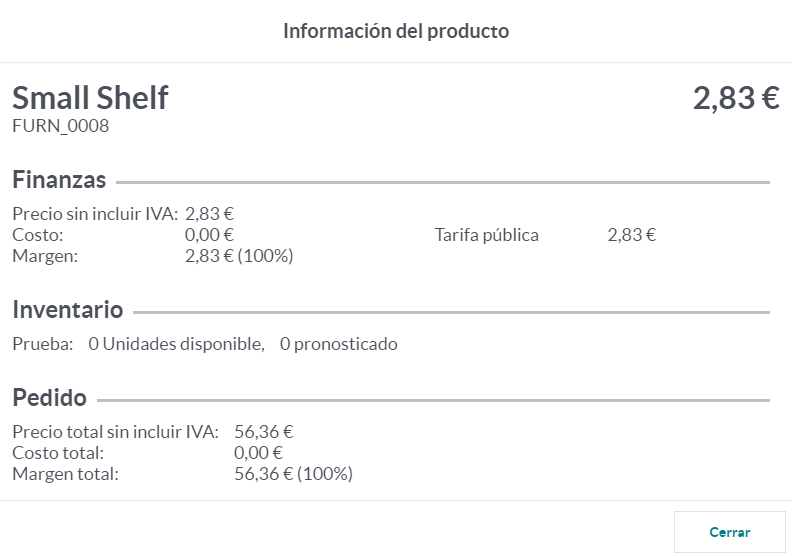 Información del producto
Small Shelf 2,83 €
FURN_0008
Finanzas
Precio sin incluir IVA: 2,83 €
Costo: 0,00 € Tarifa pública 2,83 €
Margen: 2,83 € (100%)
Inventario
Prueba: 0 Unidades disponible, 0 pronosticado
Pedido
Precio total sin incluir IVA: 56,36 €
Costo total: 0,00 €
Margen total: 56,36 € (100%)
Cerrar